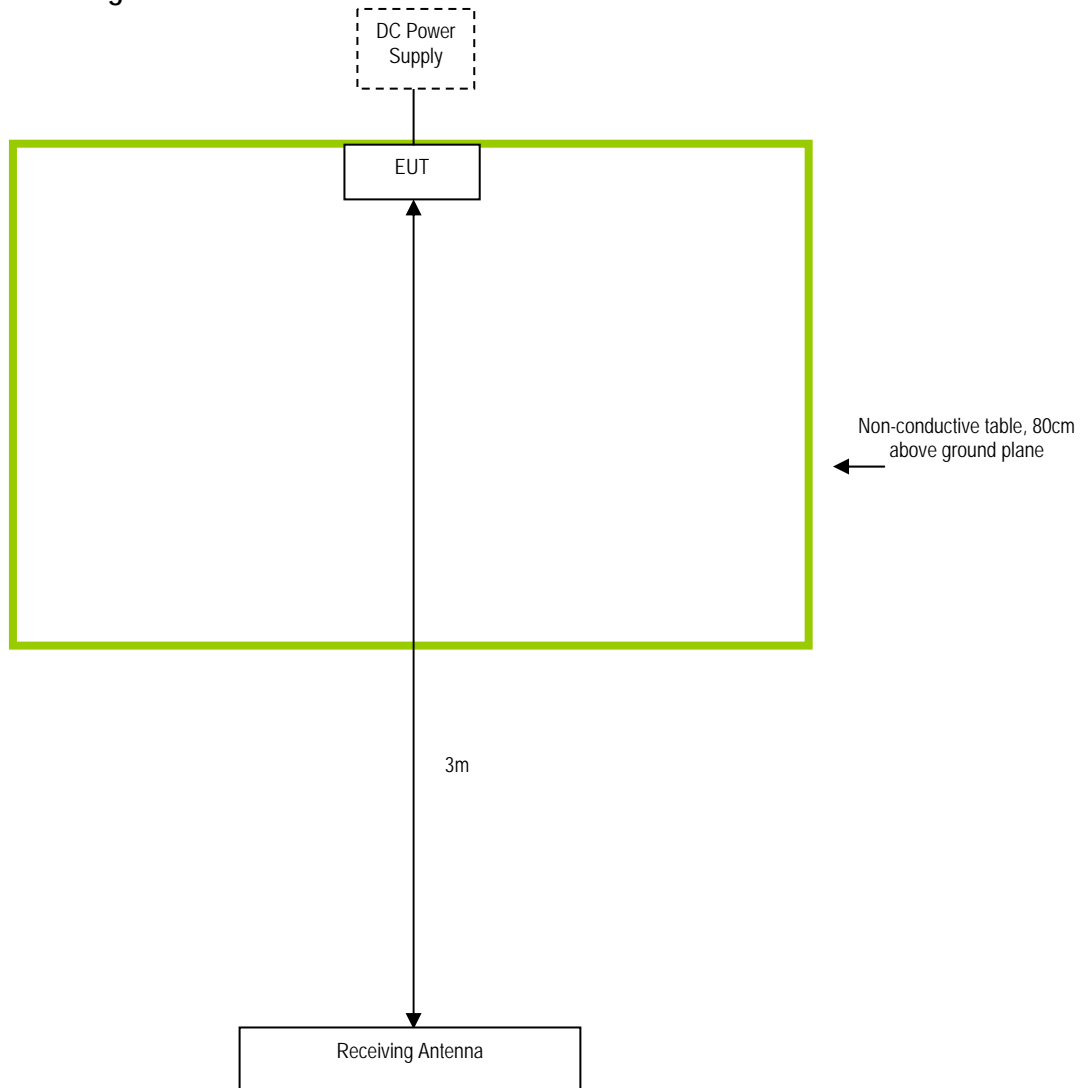 DC Power
Supply
EUT
Non-conductive table, 80cm
above ground plane
3m
Receiving Antenna